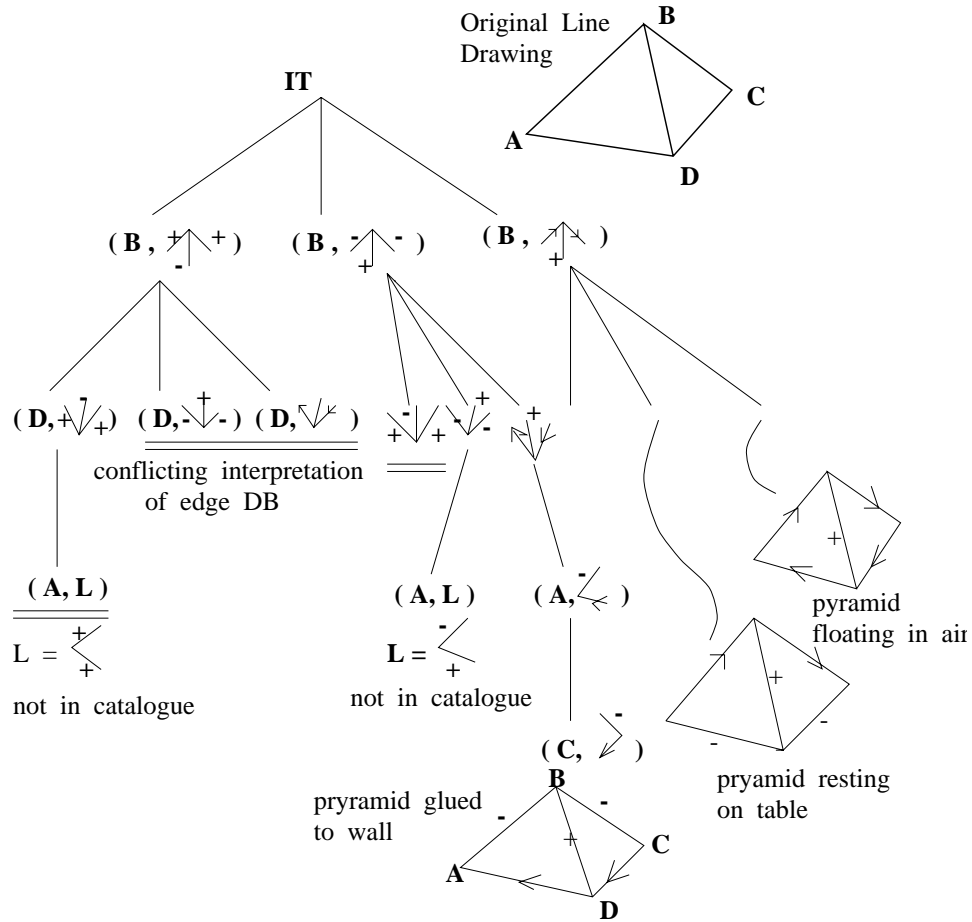 Original Line
Drawing
B
C
A
D
IT
( B , + + - )
( B , - - + )
( B , + )
( D, + - + )
( D, - + - )
( D, )
- + +
+ - -
+
conflicting interpretation
of edge DB
( A, L )
L = + +
not in catalogue
( A, L )
L = - +
not in catalogue
( A, - )
( C, - )
+
pyramid
floating in air
+
- -
pryamid resting
on table
pryramid glued
to wall
B
- -
+
C
A
D